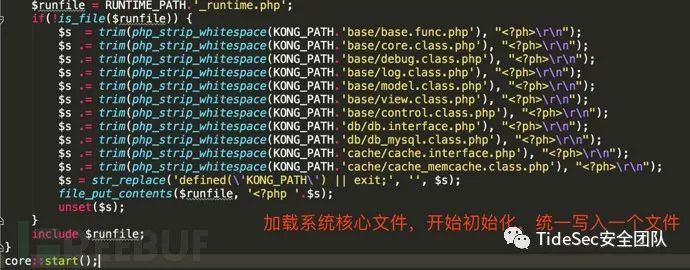 $runfile = RUNTIME_PATH.'_runtime.php';
if(!is_file($runfile)) {
$s = trim(php_strip_whitespace(KONG_PATH.'base/base.func.php'), "<?ph>\r\n");
$s .= trim(php_strip_whitespace(KONG_PATH.'base/core.class.php'), "<?ph>\r\n");
$s .= trim(php_strip_whitespace(KONG_PATH.'base/debug.class.php'), "<?ph>\r\n");
$s .= trim(php_strip_whitespace(KONG_PATH.'base/log.class.php'), "<?ph>\r\n");
$s .= trim(php_strip_whitespace(KONG_PATH.'base/model.class.php'), "<?ph>\r\n");
$s .= trim(php_strip_whitespace(KONG_PATH.'base/view.class.php'), "<?ph>\r\n");
$s .= trim(php_strip_whitespace(KONG_PATH.'base/control.class.php'), "<?ph>\r\n");
$s .= trim(php_strip_whitespace(KONG_PATH.'db/db.interface.php'), "<?ph>\r\n");
$s .= trim(php_strip_whitespace(KONG_PATH.'db/db_mysql.class.php'), "<?ph>\r\n");
$s .= trim(php_strip_whitespace(KONG_PATH.'cache/cache.interface.php'), "<?ph>\r\n");
$s .= trim(php_strip_whitespace(KONG_PATH.'cache/cache_memcache.class.php'), "<?ph>\r\n");
$s = str_replace('defined(\'KONG_PATH\') || exit;', '', $s);
file_put_contents($runfile, '<?php '.$s);
unset($s);
加载系统核心文件，开始初始化，统一写入一个文件
}
include $runfile;
}
core::start();
FREEBUF
TideSec安全团队